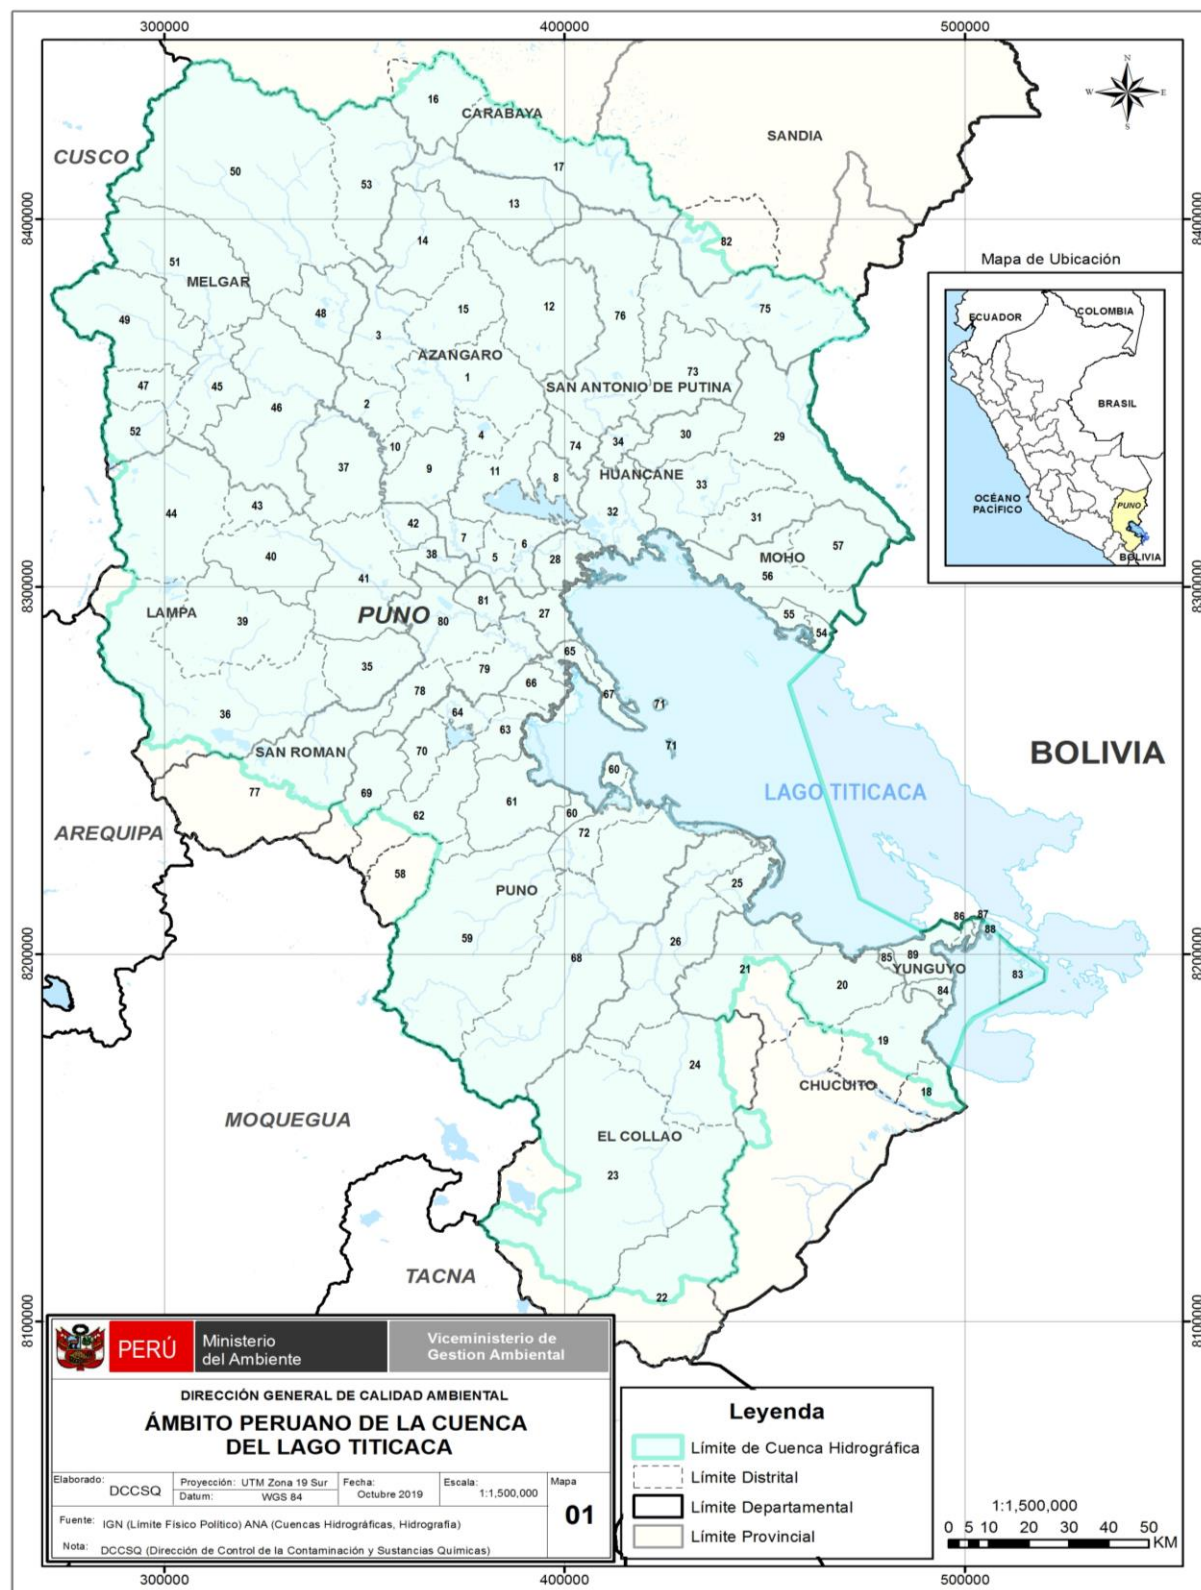 300000
400000
500000
N
W
E
S
16
CARABAYA
SANDIA
CUSCO
17
50
53
13
8400000
8400000
14
82
51
MELGAR
Mapa de Ubicación
49
48
15
12
76
75
3
ECUADOR
COLOMBIA
AZANGARO
1
73
47
45
SAN ANTONIO DE PUTINA
46
2
BRASIL
52
10
4
74
34
30
29
37
9
11
8
HUANCANE
33
44
43
32
31
OCÉANO
PACÍFICO
PUNO
42
7
6
57
40
38
5
28
MOHO
BOLIVIA
41
56
8300000
8300000
LAMPA
39
PUNO
81
27
80
55
54
35
65
79
66
78
67
71
36
64
63
SAN ROMAN
70
71
BOLIVIA
60
77
69
61
LAGO TITICACA
62
60
AREQUIPA
72
58
PUNO
25
59
26
86
87
88
68
21
85
89
YUNGUYO
8200000
8200000
20
84
83
19
24
CHUCUITO
18
MOQUEGUA
EL COLLAO
23
TACNA
22
8100000
8100000
PERÚ
Ministerio
del Ambiente
Viceministerio de
Gestion Ambiental
DIRECCIÓN GENERAL DE CALIDAD AMBIENTAL
ÁMBITO PERUANO DE LA CUENCA
DEL LAGO TITICACA
Elaborado:
DCCSQ
Proyección: UTM Zona 19 Sur
Datum: WGS 84
Fecha:
Octubre 2019
Escala:
1:1,500,000
Mapa
01
Fuente: IGN (Límite Físico Político) ANA (Cuencas Hidrográficas, Hidrografía)
Nota: DCCSQ (Dirección de Control de la Contaminación y Sustancias Químicas)
Leyenda
Límite de Cuenca Hidrográfica
Límite Distrital
Límite Departamental
Límite Provincial
1:1,500,000
0 5 10 20 30 40 50
KM
300000
400000
500000